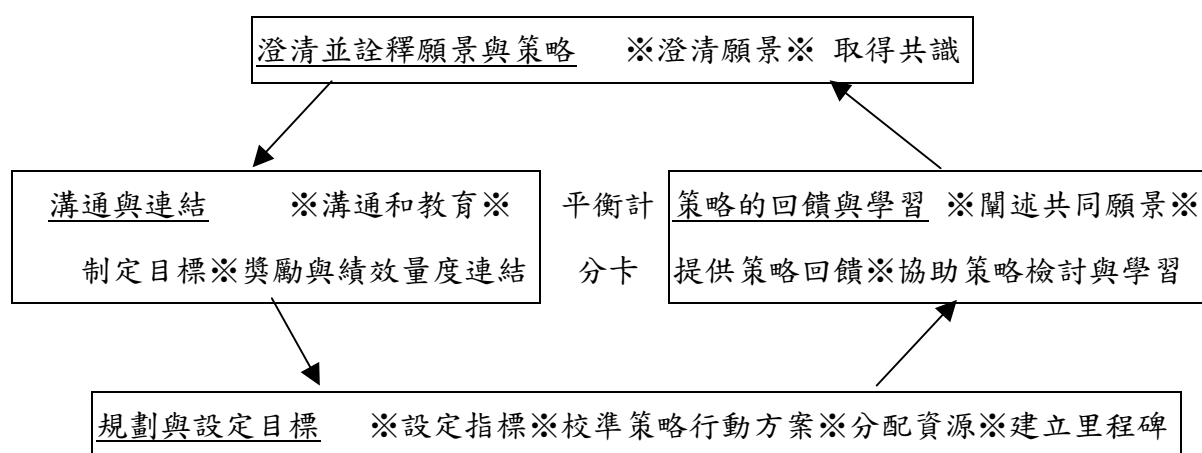 澄清並詮釋願景與策略 ※澄清願景※ 取得共識
溝通與連結 ※溝通和教育※
制定目標※獎勵與績效量度連結
平衡計
分卡
策略的回饋與學習 ※闡述共同願景※
提供策略回饋※協助策略檢討與學習
規劃與設定目標 ※設定指標※校準策略行動方案※分配資源※建立里程碑